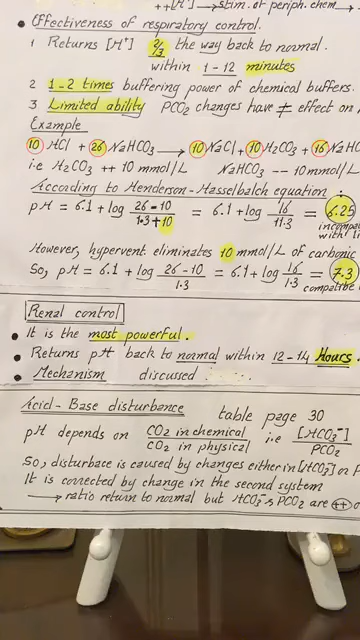 ++[H⁺] → stim. of periph. chem →
• Effectiveness of respiratory control.
1 Returns [H⁺] 2/3 the way back to normal.
within 1-12 minutes
2 1-2 times buffering power of chemical buffers.
3 Limited ability PCO2 changes have ≠ effect on
Example
10 HCl + 26 NaHCO3 → 10 NaCl + 10 H2CO3 + 16 NaHC
i.e H2CO3 ++ 10 mmol/L NaHCO3 -- 10 mmol/L
According to Henderson-Hasselbalch equation:
pH = 6.1 + log 26-10/1.3+10 = 6.1 + log 16/11.3 = 6.25
incompa
with li
However, hypervent eliminates 10 mmol/L of carbonic
So, pH = 6.1 + log 26-10/1.3 = 6.1 + log 16/1.3 = 7.3
compatible
Renal control
• It is the most powerful.
• Returns pH back to normal within 12-14 Hours.
• Mechanism discussed
Acid-Base disturbance table page 30
pH depends on CO2 in chemical/CO2 in physical i.e [HCO3⁻]/PCO2
So, disturbace is caused by changes either in [HCO3⁻] or P
It is corrected by change in the second system
→ ratio return to normal but HCO3⁻ & PCO2 are ++ o